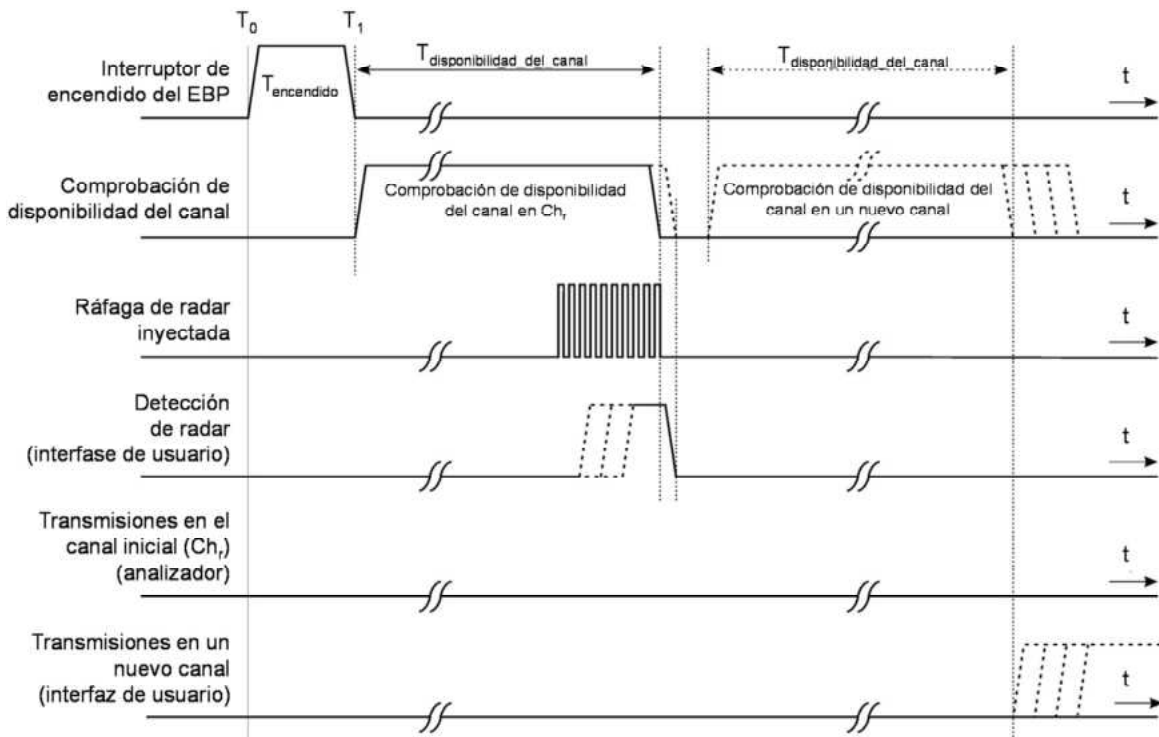 T0 T1
Interruptor de
encendido del EBP
Tencendido
Tdisponibilidad_del_canal
Tdisponibilidad_del_canal
t
Comprobación de
disponibilidad del canal
Comprobación de disponibilidad
del canal en Chr
Comprobación de disponibilidad del
canal en un nuevo canal
t
Ráfaga de radar
inyectada
t
Detección
de radar
(interfase de usuario)
t
Transmisiones en el
canal inicial (Chr)
(analizador)
t
Transmisiones en un
nuevo canal
(interfaz de usuario)
t